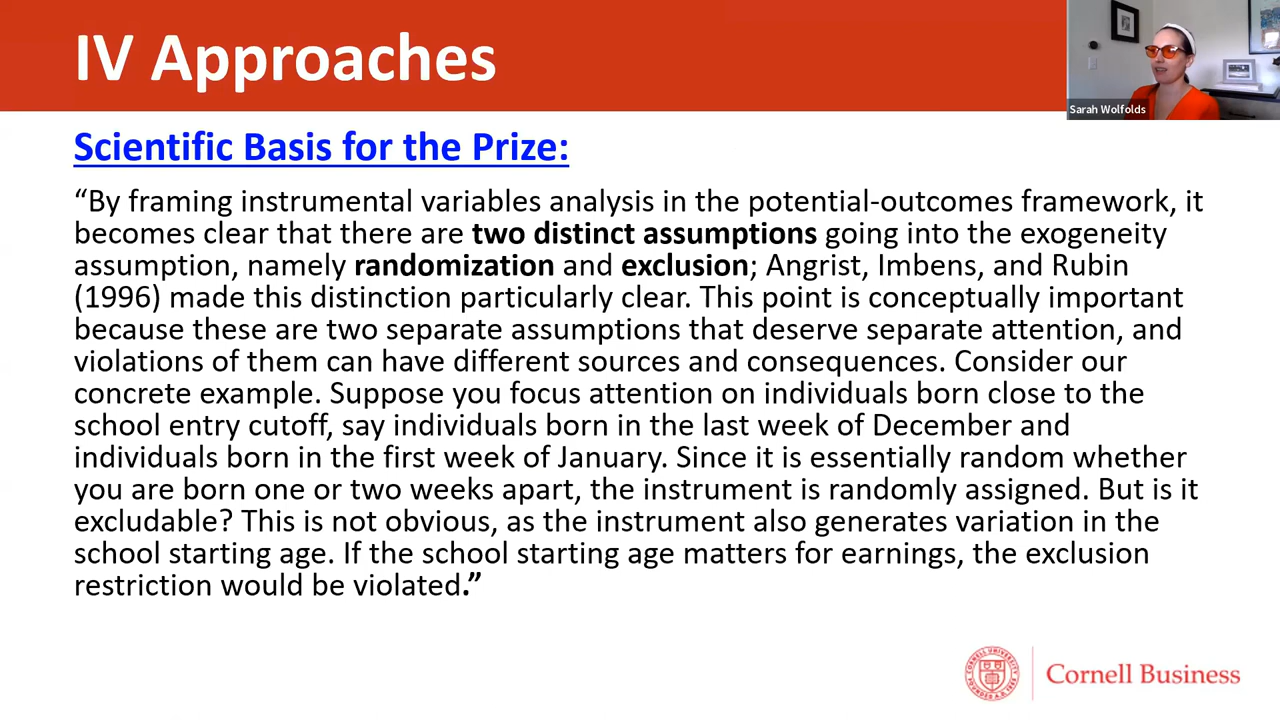 IV Approaches
Sarah Wolfolds
Scientific Basis for the Prize:
“By framing instrumental variables analysis in the potential-outcomes framework, it
becomes clear that there are two distinct assumptions going into the exogeneity
assumption, namely randomization and exclusion; Angrist, Imbens, and Rubin
(1996) made this distinction particularly clear. This point is conceptually important
because these are two separate assumptions that deserve separate attention, and
violations of them can have different sources and consequences. Consider our
concrete example. Suppose you focus attention on individuals born close to the
school entry cutoff, say individuals born in the last week of December and
individuals born in the first week of January. Since it is essentially random whether
you are born one or two weeks apart, the instrument is randomly assigned. But is it
excludable? This is not obvious, as the instrument also generates variation in the
school starting age. If the school starting age matters for earnings, the exclusion
restriction would be violated.”
Cornell Business